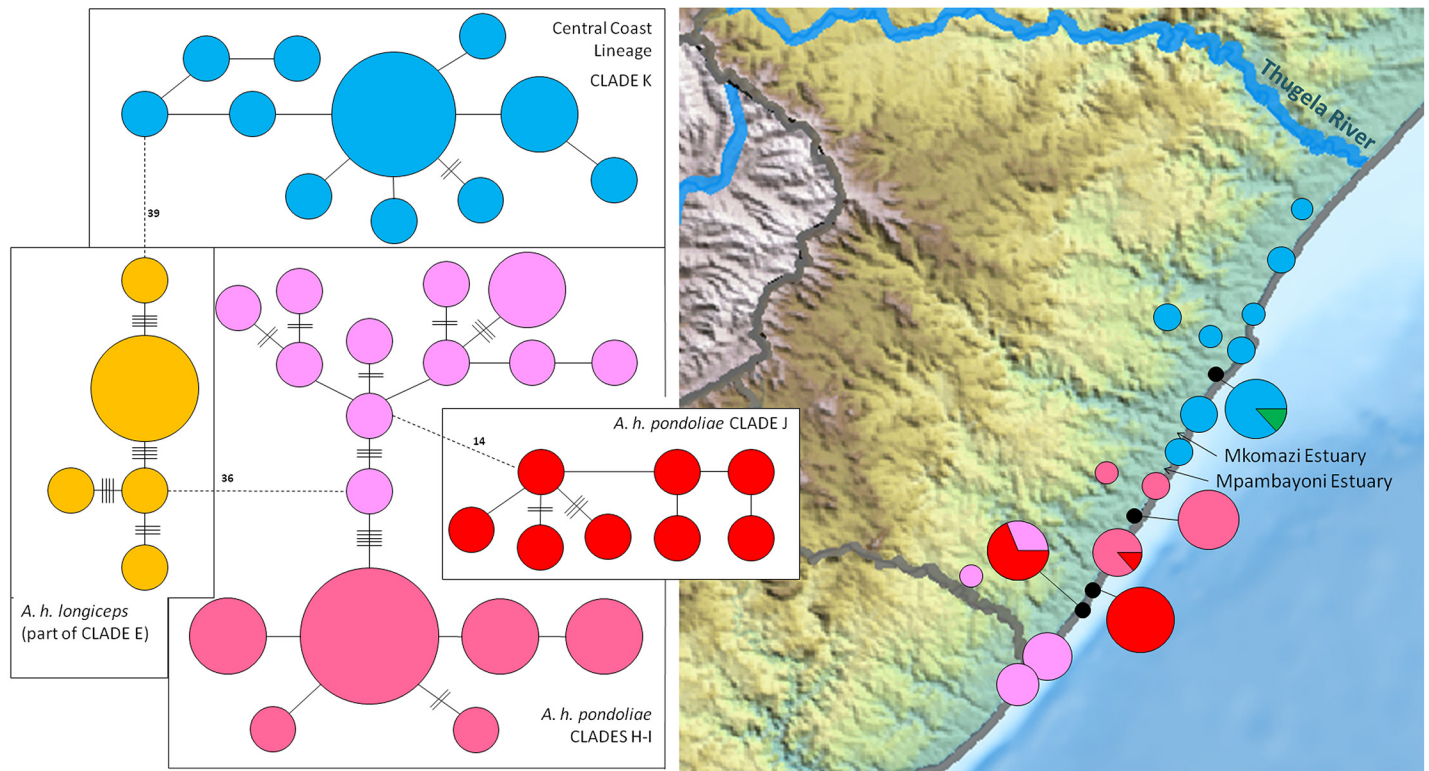 Central Coast
Lineage
CLADE K
39
A. h. pondoliae CLADE J
14
36
A. h. longiceps
(part of CLADE E)
A. h. pondoliae
CLADES H-I
Thugela River
Mkomazi Estuary
Mpambayoni Estuary